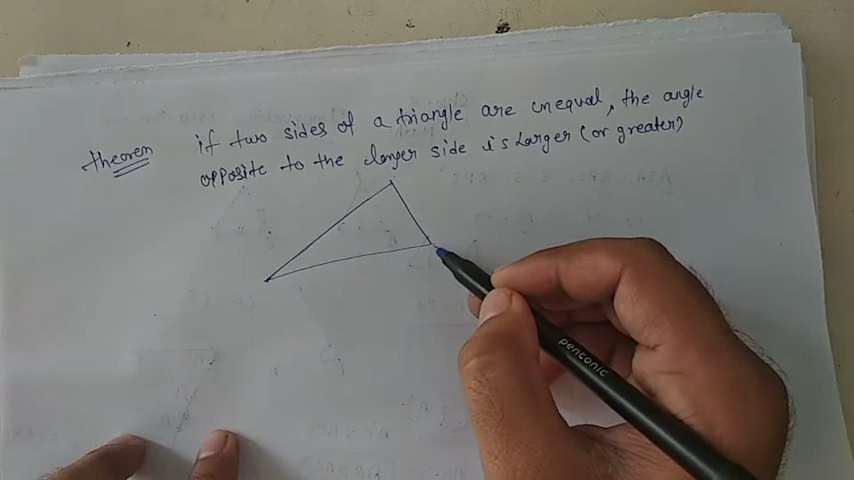 theorem if two sides of a triangle are unequal, the angle
opposite to the longer side is Larger (or greater)
penconic